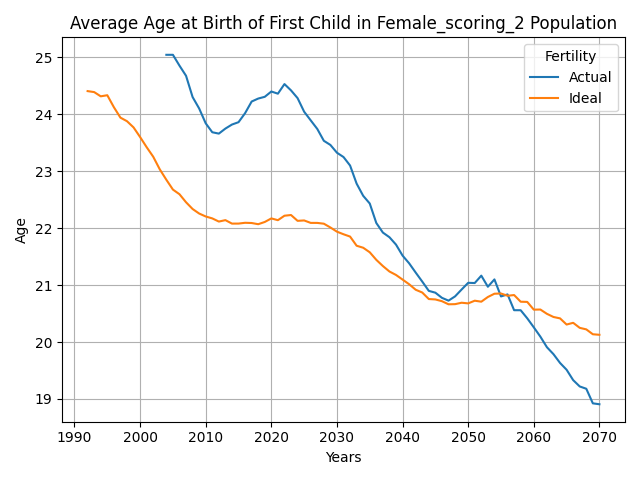 Average Age at Birth of First Child in Female_scoring_2 Population
Fertility
Actual
Ideal
Age
25
24
23
22
21
20
19
1990 2000 2010 2020 2030 2040 2050 2060 2070
Years